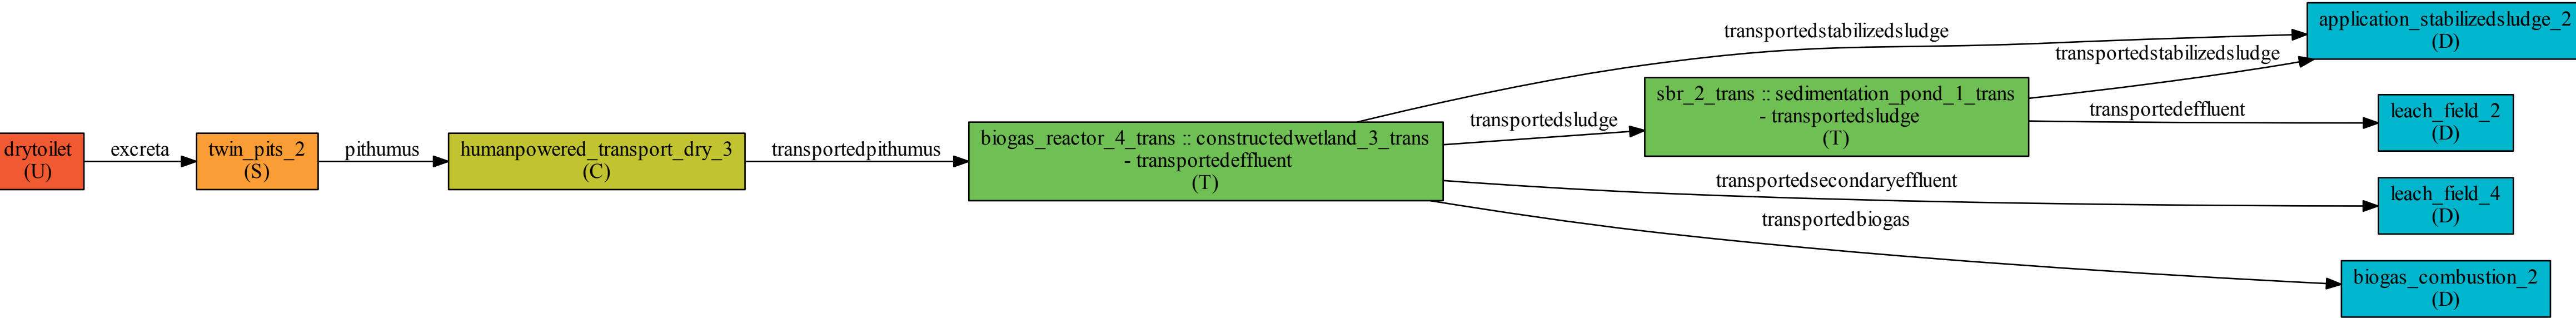 drytoilet
(U)
excreta
twin_pits_2
(S)
pithumus
humanpowered_transport_dry_3
(C)
transportedpithumus
biogas_reactor_4_trans :: constructedwetland_3_trans
- transportedeffluent
(T)
transportedstabilizedsludge
transportedsludge
transportedsecondaryeffluent
transportedbiogas
sbr_2_trans :: sedimentation_pond_1_trans
- transportedsludge
(T)
transportedstabilizedsludge
transportedeffluent
application_stabilizedsludge_2
(D)
leach_field_2
(D)
leach_field_4
(D)
biogas_combustion_2
(D)